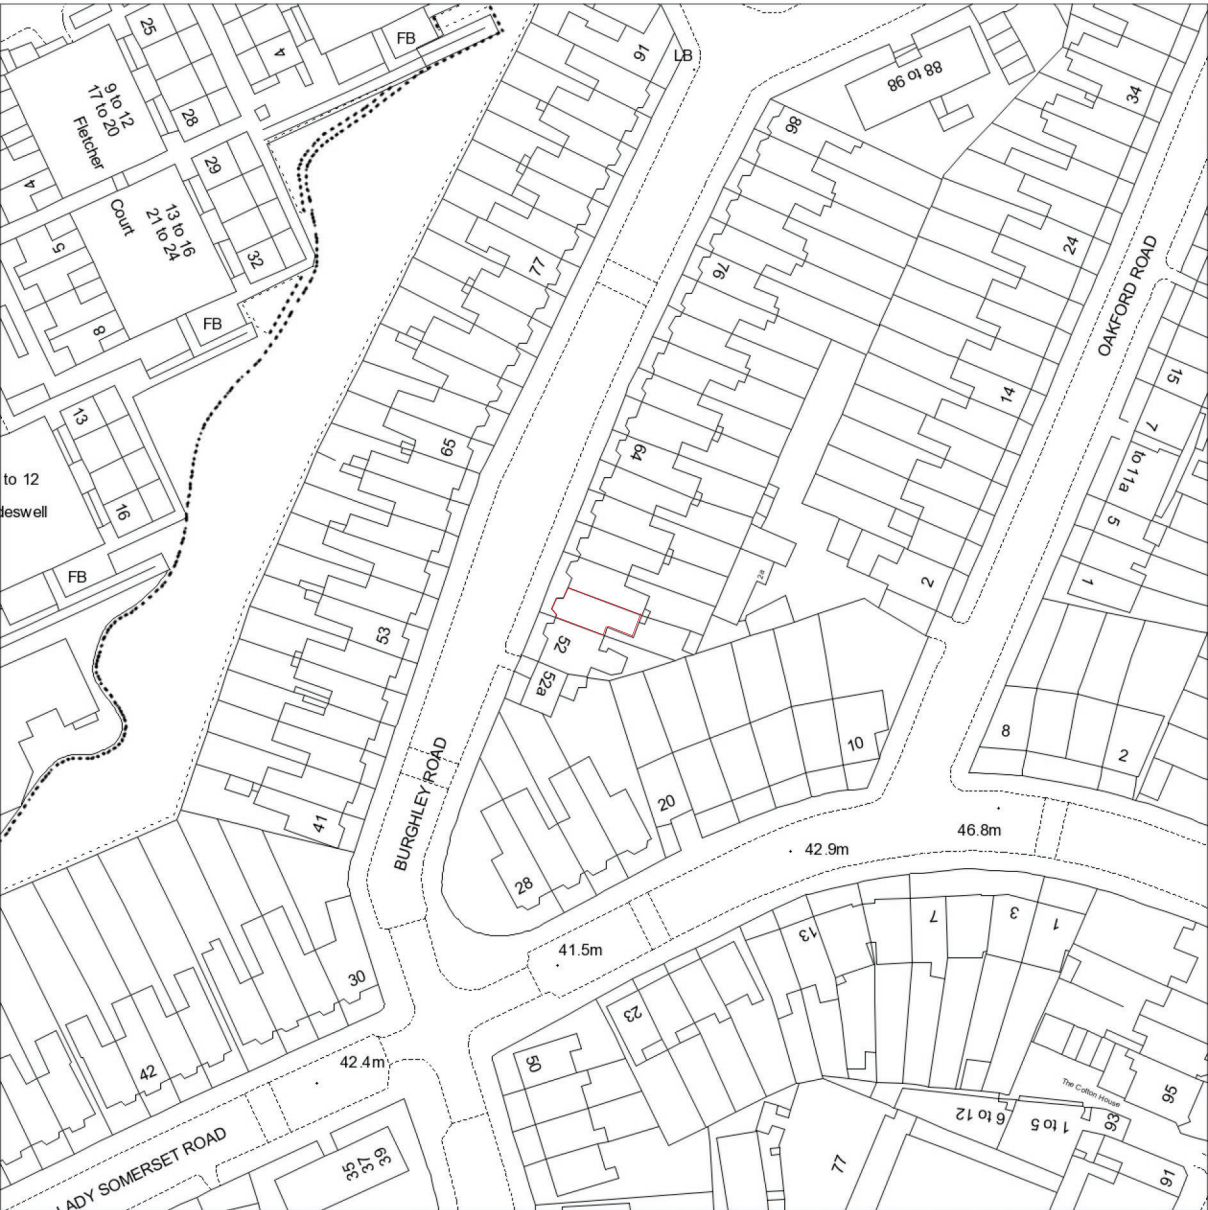 25
4
FB
91
LB
88 to 98
34
9 to 12
17 to 20
Fletcher
28
86
29
4
Court
13 to 16
21 to 24
24
5
32
77
76
OAKFORD ROAD
FB
8
15
14
13
7
to 11a
65
64
to 12
deswell
16
5
FB
2a
2
1
53
52
52a
8
10
2
BURGHLEY ROAD
20
41
46.8m
42.9m
28
7
3
1
13
41.5m
30
23
50
42.4m
42
The Cotton House
95
6 to 12
1 to 5
93
LADY SOMERSET ROAD
35
37
39
77
91